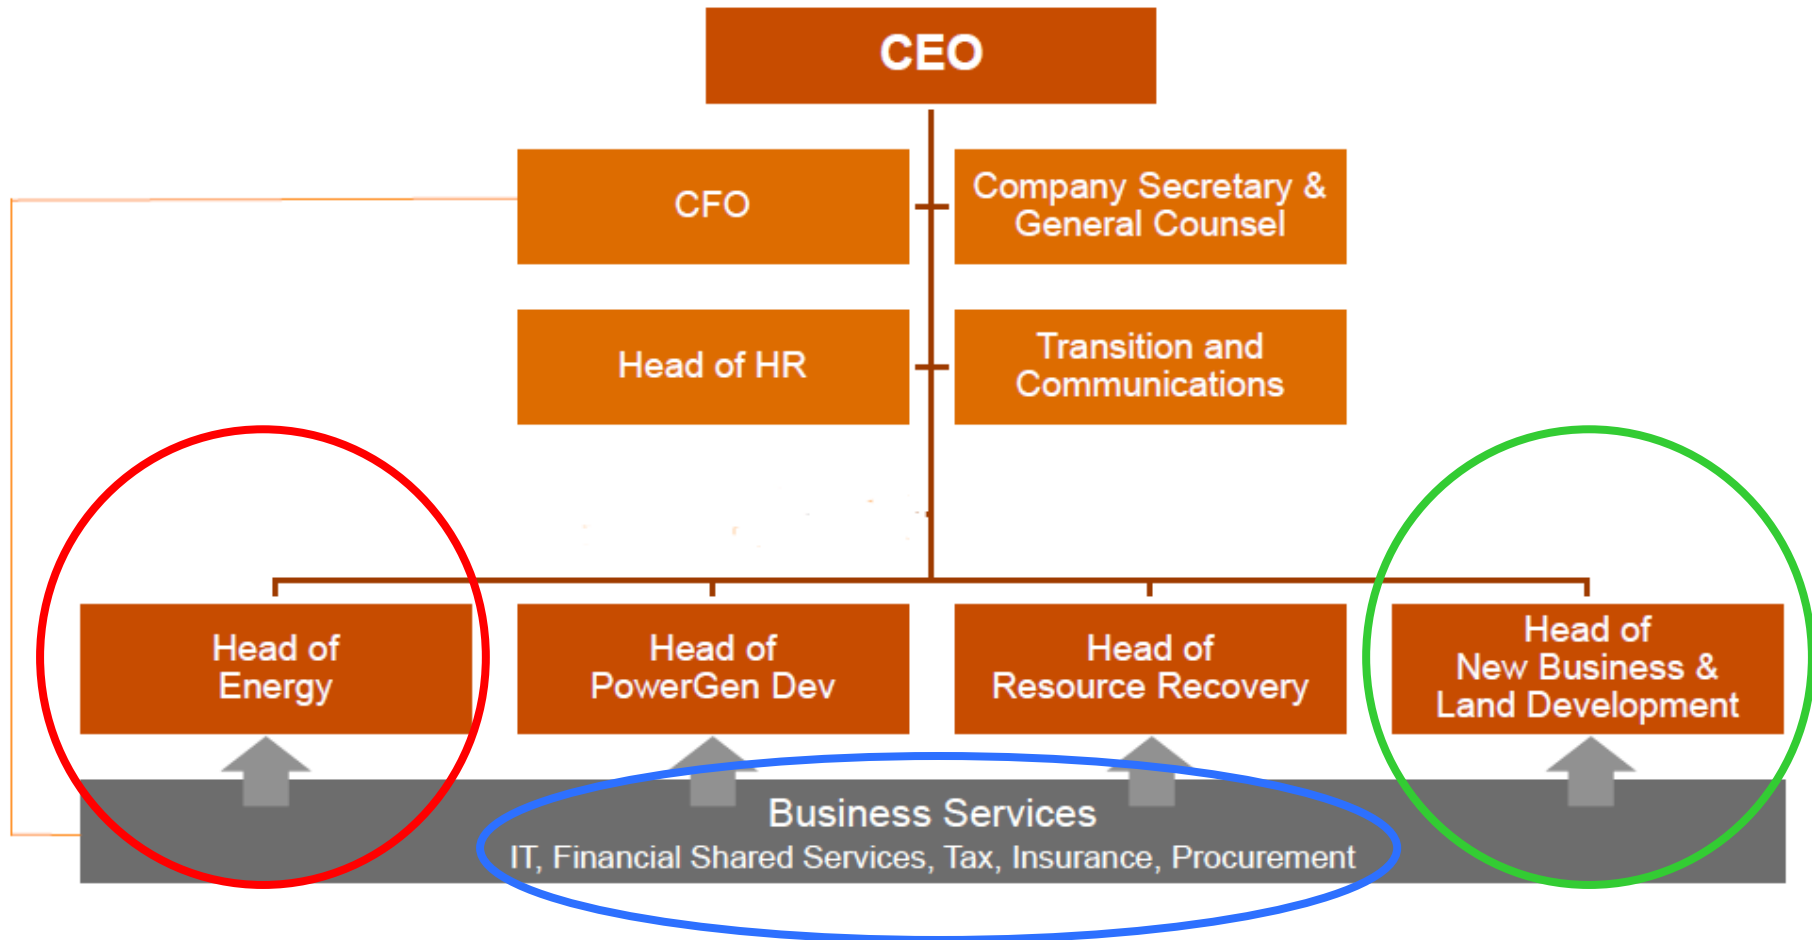 CEO
CFO
Company Secretary &
General Counsel
Head of HR
Transition and
Communications
Head of
Energy
Head of
PowerGen Dev
Head of
Resource Recovery
Head of
New Business &
Land Development
Business Services
IT, Financial Shared Services, Tax, Insurance, Procurement